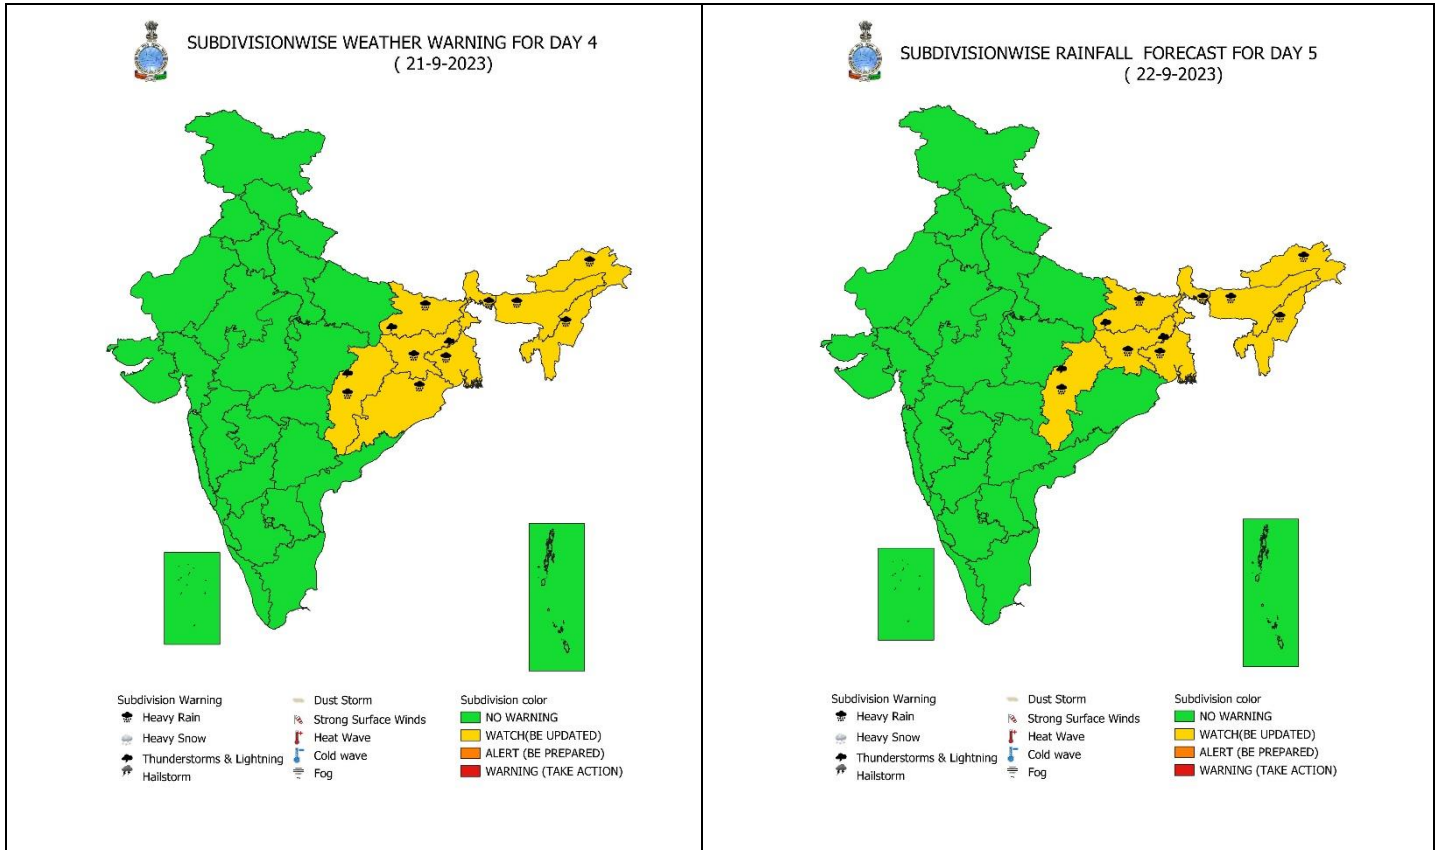 SUBDIVISIONWISE WEATHER WARNING FOR DAY 4
( 21-9-2023)
Subdivision Warning
Heavy Rain
Heavy Snow
Thunderstorms & Lightning
Hailstorm
Dust Storm
Strong Surface Winds
Heat Wave
Cold wave
Fog
Subdivision color
NO WARNING
WATCH(BE UPDATED)
ALERT (BE PREPARED)
WARNING (TAKE ACTION)
SUBDIVISIONWISE RAINFALL FORECAST FOR DAY 5
( 22-9-2023)
Subdivision Warning
Heavy Rain
Heavy Snow
Thunderstorms & Lightning
Hailstorm
Dust Storm
Strong Surface Winds
Heat Wave
Cold wave
Fog
Subdivision color
NO WARNING
WATCH(BE UPDATED)
ALERT (BE PREPARED)
WARNING (TAKE ACTION)